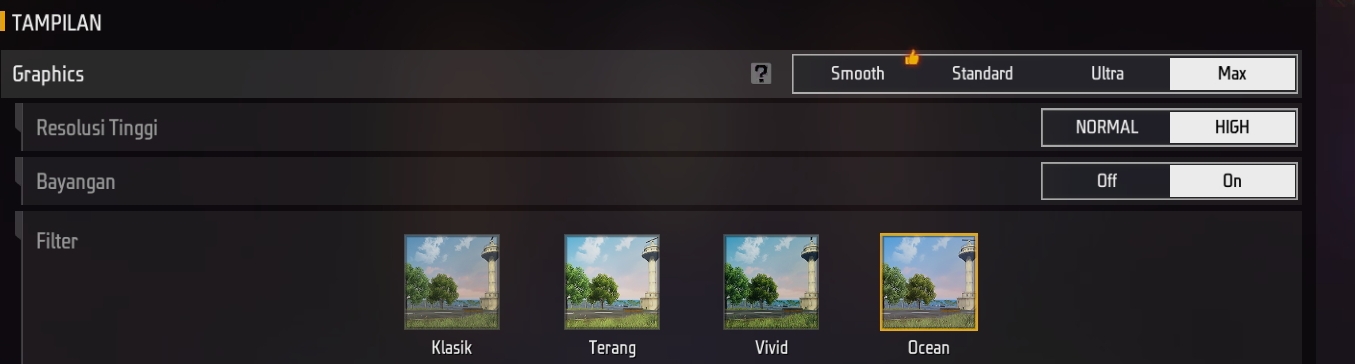 TAMPILAN
Graphics ? Smooth Standard Ultra Max
Resolusi Tinggi NORMAL HIGH
Bayangan Off On
Filter
Klasik Terang Vivid Ocean